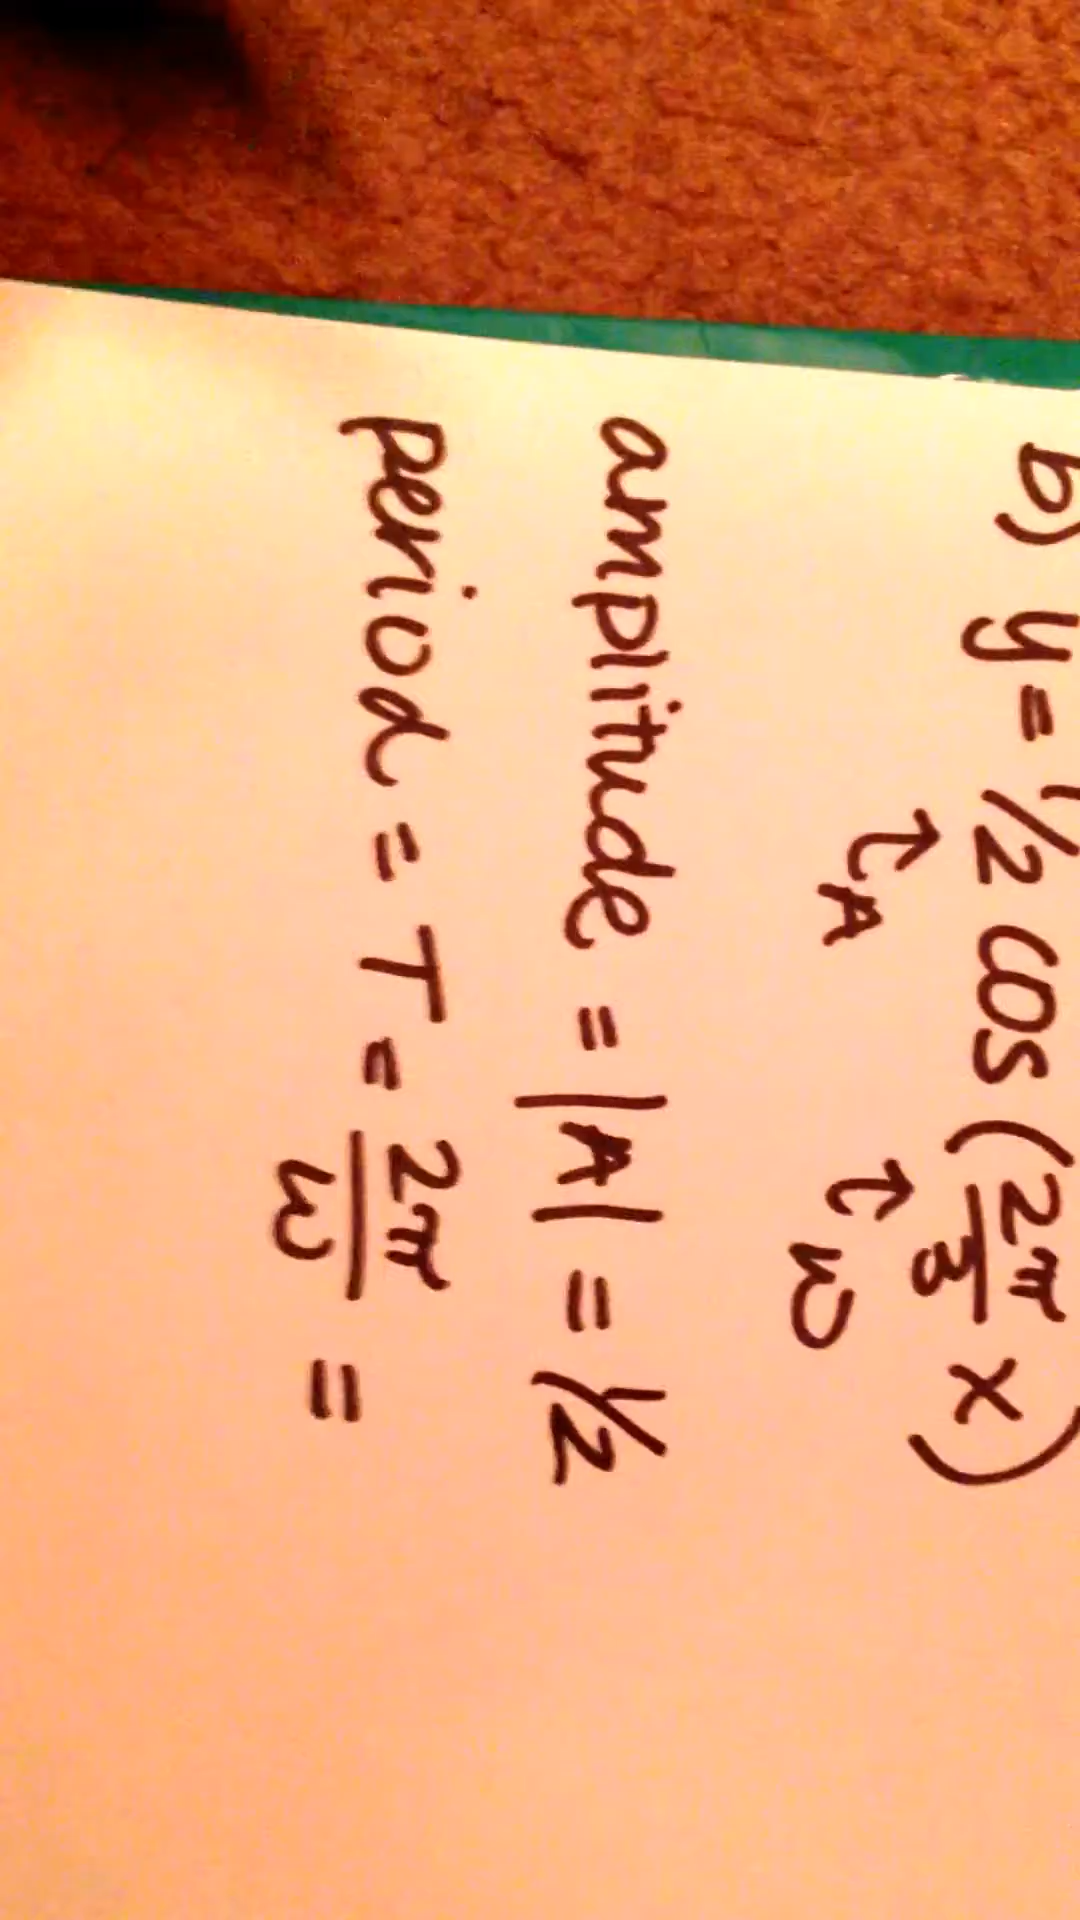 b) y = 1/2 cos (2π/3 x)
↑A ↑ω
amplitude = |A| = 1/2
period = T = 2π/ω =